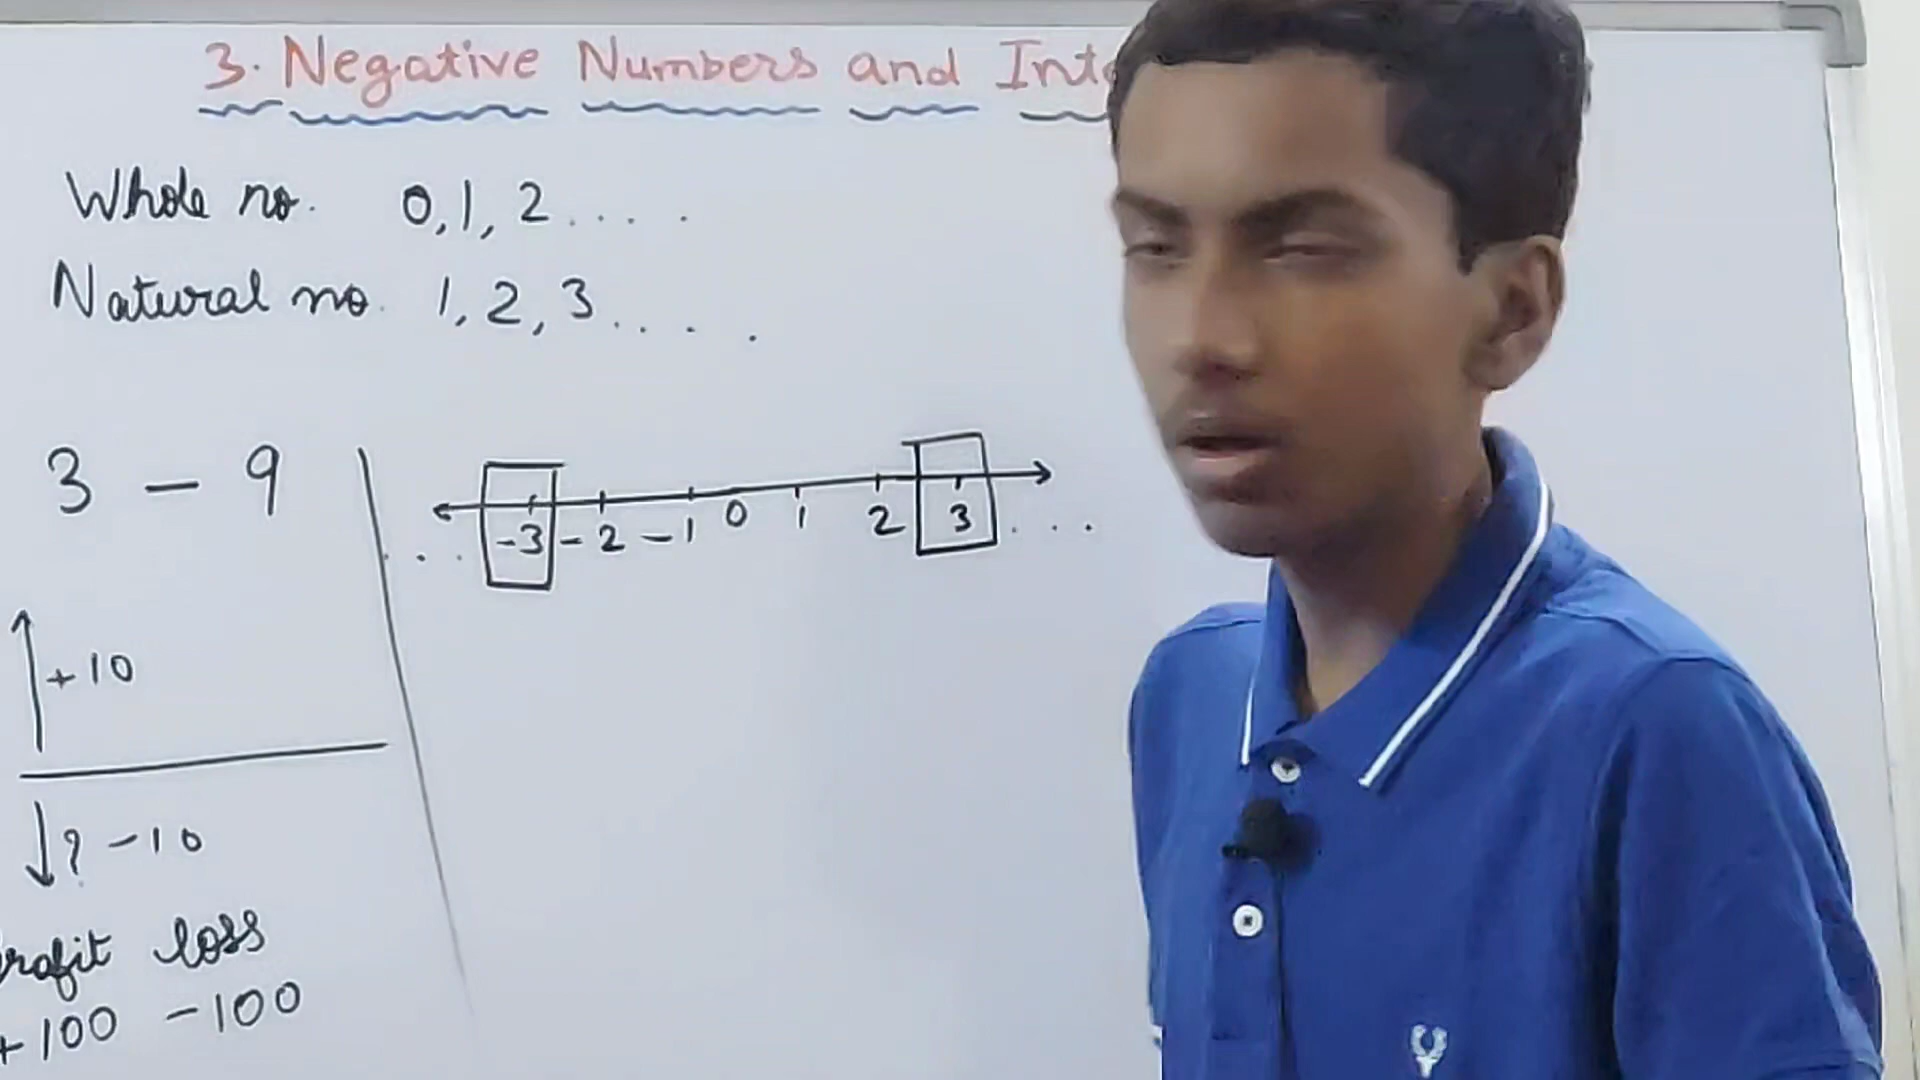 3. Negative Numbers and Inte
Whole no. 0, 1, 2 . . . .
Natural no. 1, 2, 3 . . . .
3 - 9
. . . -3 -2 -1 0 1 2 3 . . .
+10
? -10
rofit loss
+100 -100